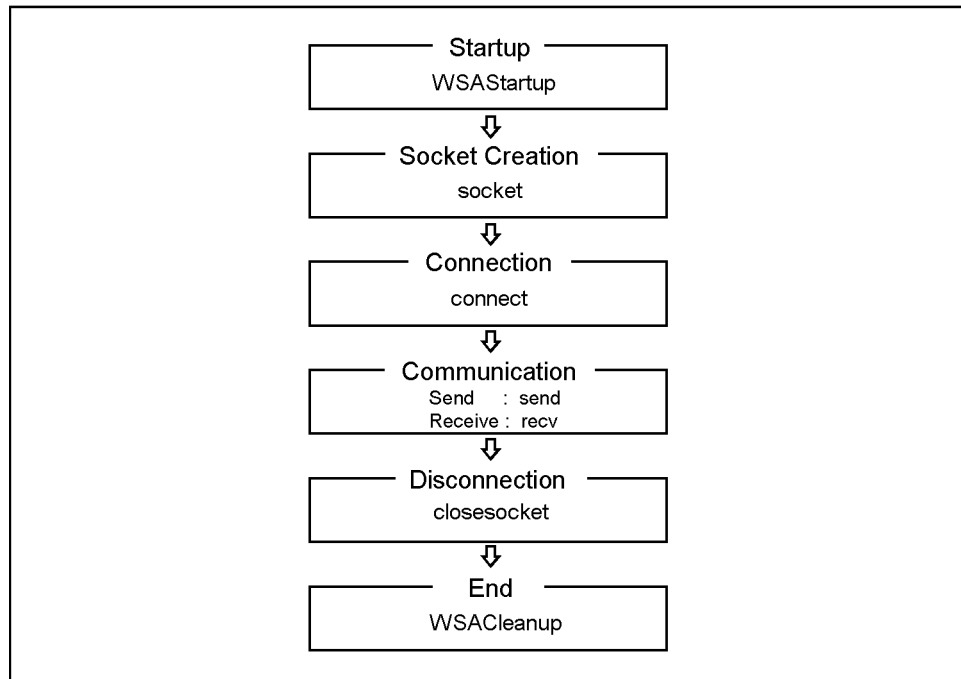 Startup
WSAStartup
Socket Creation
socket
Connection
connect
Communication
Send : send
Receive : recv
Disconnection
closesocket
End
WSACleanup